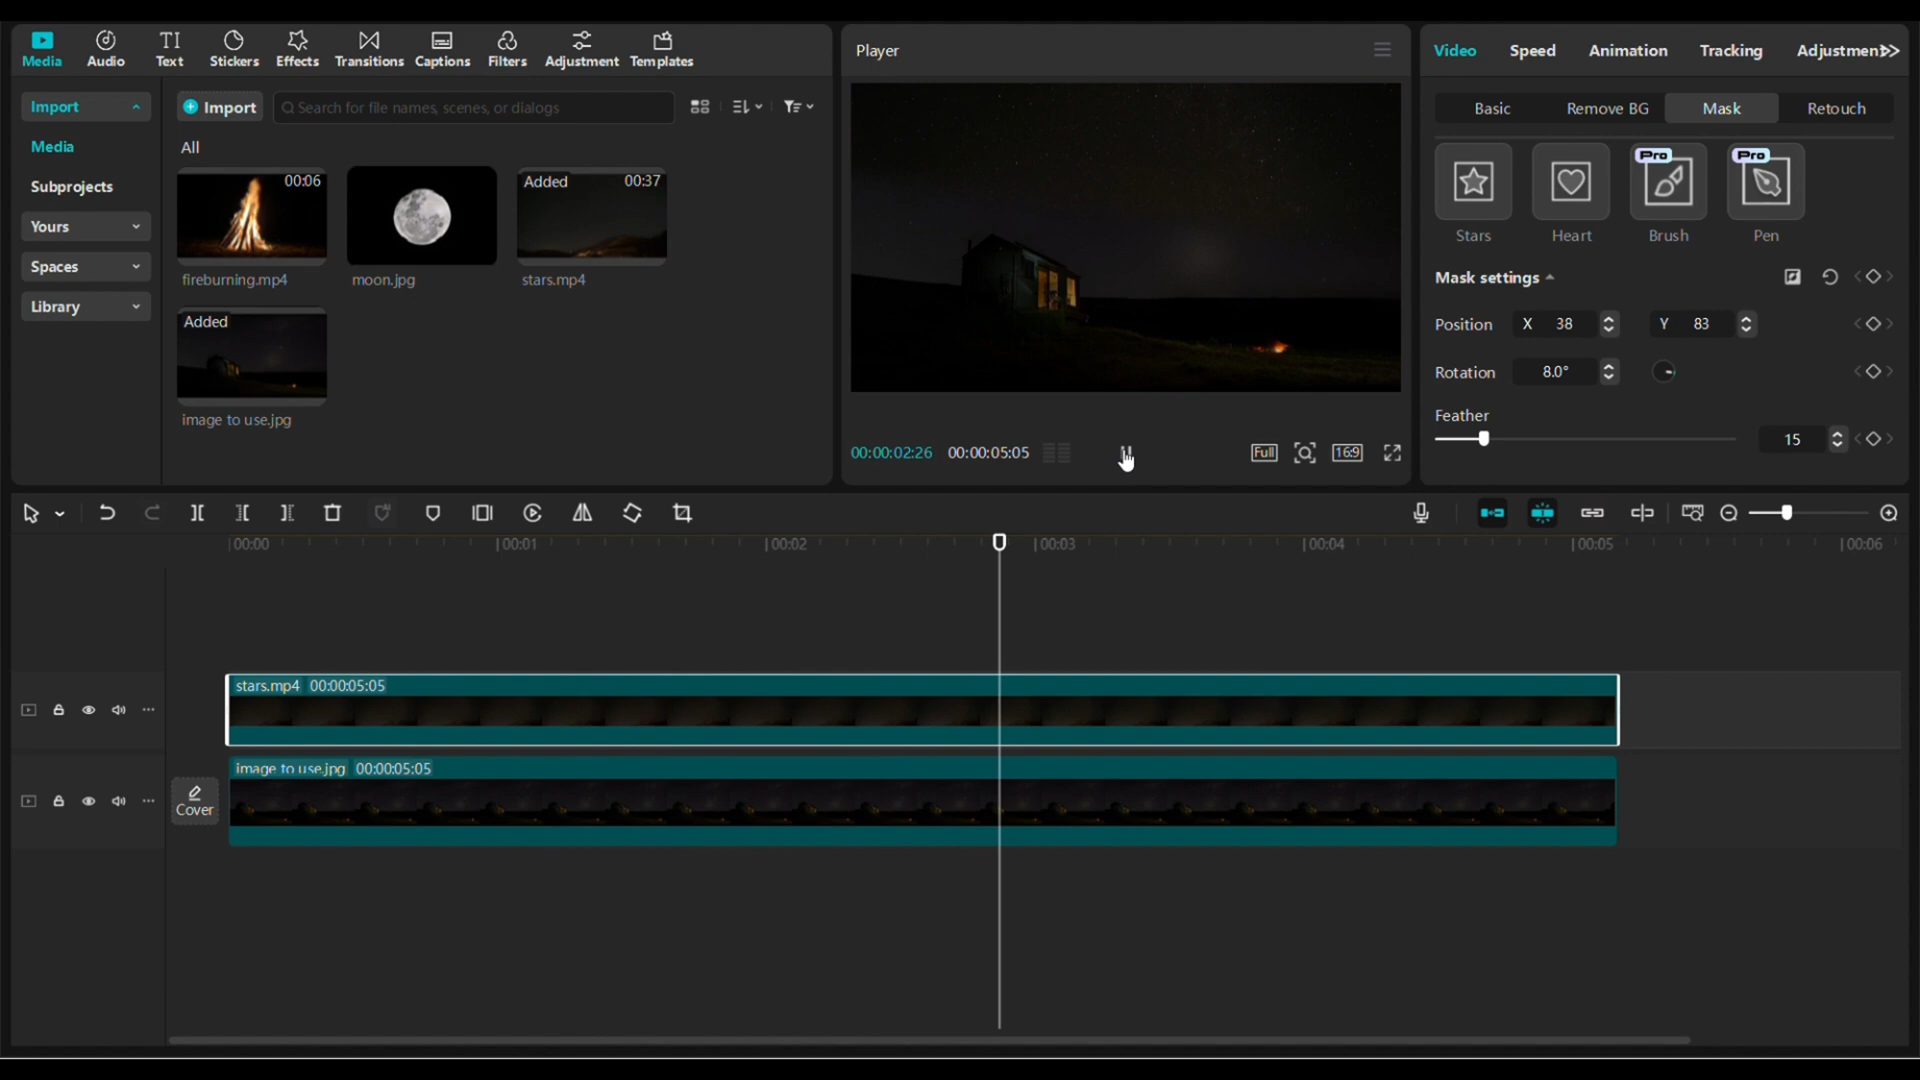 Media
Audio
TI
Text
Stickers
Effects
Transitions
Captions
Filters
Adjustment
Templates
Import
Media
Subprojects
Yours
Spaces
Library
Import
Search for file names, scenes, or dialogs
All
00:06
fireburning.mp4
moon.jpg
Added 00:37
stars.mp4
Added
image to use.jpg
Player
00:00:02:26 00:00:05:05
Full
16:9
Video Speed Animation Tracking Adjustment
Basic Remove BG Mask Retouch
Stars
Heart
Pro
Brush
Pro
Pen
Mask settings
Position X 38 Y 83
Rotation 8.0°
Feather
15
00:00 00:01 00:02 00:03 00:04 00:05 00:06
stars.mp4 00:00:05:05
Cover
image to use.jpg 00:00:05:05